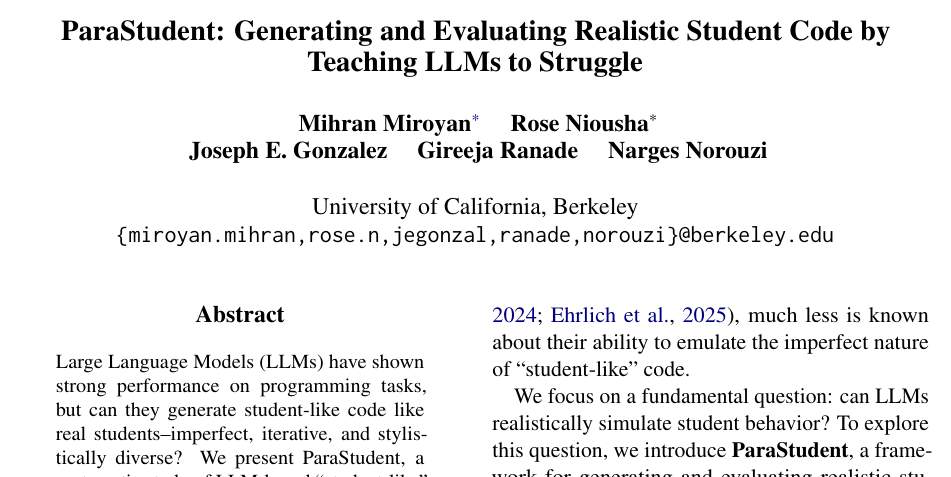 ParaStudent: Generating and Evaluating Realistic Student Code by
Teaching LLMs to Struggle
Mihran Miroyan* Rose Niousha*
Joseph E. Gonzalez Gireeja Ranade Narges Norouzi
University of California, Berkeley
{miroyan.mihran,rose.n,jegonzal,ranade,norouzi}@berkeley.edu
Abstract
Large Language Models (LLMs) have shown
strong performance on programming tasks,
but can they generate student-like code like
real students–imperfect, iterative, and stylis-
tically diverse? We present ParaStudent, a
2024; Ehrlich et al., 2025), much less is known
about their ability to emulate the imperfect nature
of “student-like” code.
We focus on a fundamental question: can LLMs
realistically simulate student behavior? To explore
this question, we introduce ParaStudent, a frame-
work for generating and evaluating realistic stu-